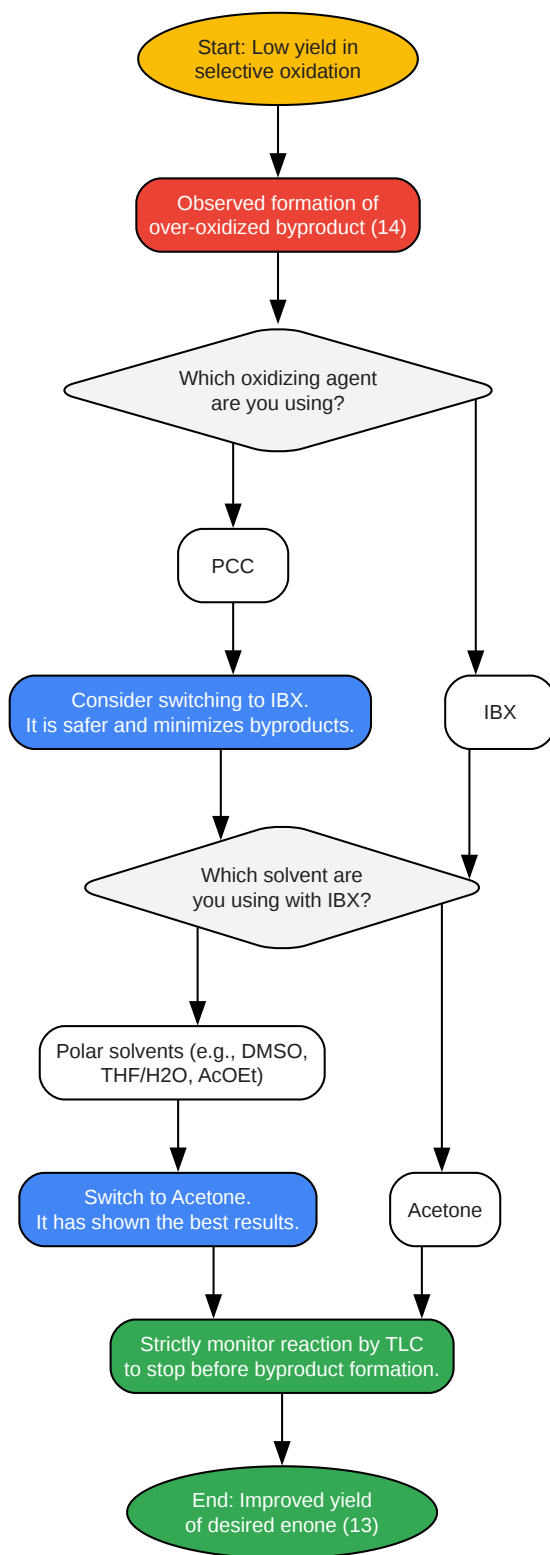 Start: Low yield in
selective oxidation
Observed formation of
over-oxidized byproduct (14)
Which oxidizing agent
are you using?
PCC
Consider switching to IBX.
It is safer and minimizes byproducts.
IBX
Which solvent are
you using with IBX?
Polar solvents (e.g., DMSO,
THF/H2O, AcOEt)
Switch to Acetone.
It has shown the best results.
Acetone
Strictly monitor reaction by TLC
to stop before byproduct formation.
End: Improved yield
of desired enone (13)